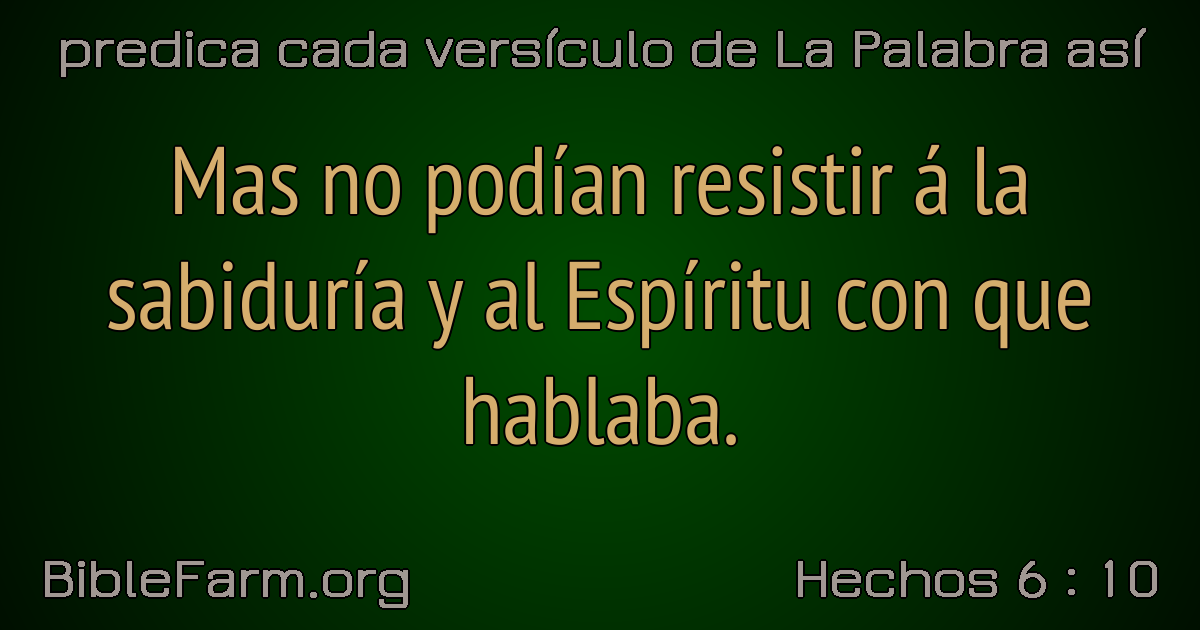 predica cada versículo de La Palabra así
Mas no podían resistir á la
sabiduría y al Espíritu con que
hablaba.
BibleFarm.org
Hechos 6 : 10